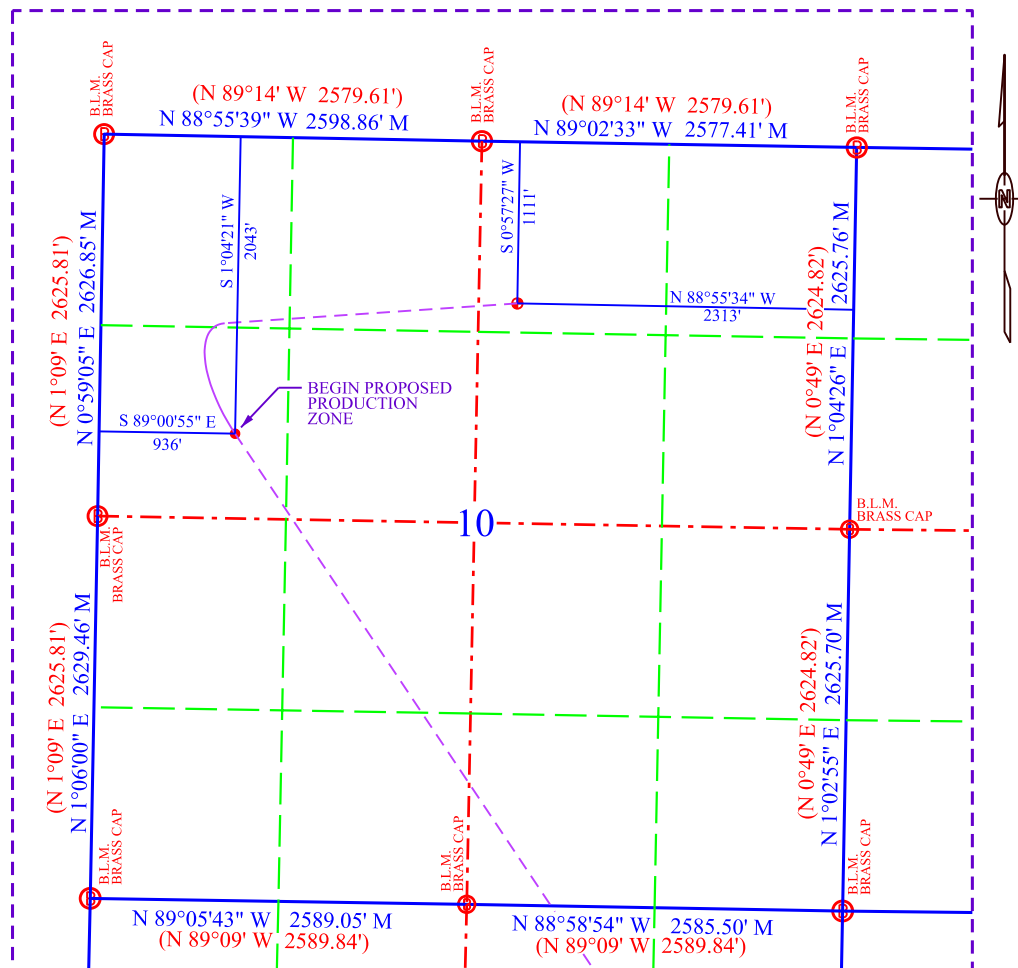 B.L.M.
BRASS CAP
(N 89°14' W 2579.61')
N 88°55'39" W 2598.86' M
B.L.M.
BRASS CAP
(N 89°14' W 2579.61')
N 89°02'33" W 2577.41' M
B.L.M.
BRASS CAP
N
S 1°04'21" W
2043'
S 0°57'27" W
1111'
(N 1°09' E 2625.81')
N 0°59'05" E 2626.85' M
(N 0°49' E 2624.82')
N 1°04'26" E 2625.76' M
N 88°55'34" W
2313'
BEGIN PROPOSED
PRODUCTION
ZONE
S 89°00'55" E
936'
B.L.M.
BRASS CAP
10
B.L.M.
BRASS CAP
(N 1°09' E 2625.81')
N 1°06'00" E 2629.46' M
(N 0°49' E 2624.82')
N 1°02'55" E 2625.70' M
B.L.M.
BRASS CAP
B.L.M.
BRASS CAP
B.L.M.
BRASS CAP
N 89°05'43" W 2589.05' M
(N 89°09' W 2589.84')
N 88°58'54" W 2585.50' M
(N 89°09' W 2589.84')